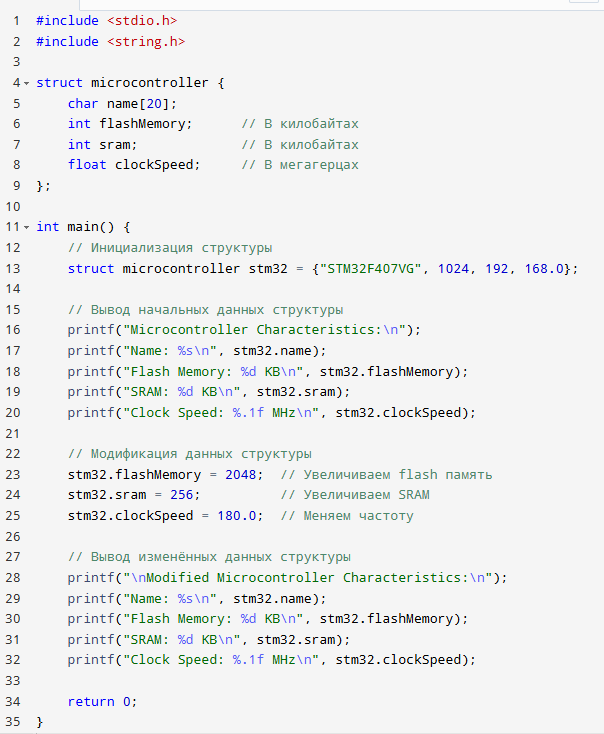 1 #include <stdio.h>
2 #include <string.h>
3
4 struct microcontroller {
5     char name[20];
6     int flashMemory;      // В килобайтах
7     int sram;             // В килобайтах
8     float clockSpeed;     // В мегагерцах
9 };
10
11 int main() {
12     // Инициализация структуры
13     struct microcontroller stm32 = {"STM32F407VG", 1024, 192, 168.0};
14
15     // Вывод начальных данных структуры
16     printf("Microcontroller Characteristics:\n");
17     printf("Name: %s\n", stm32.name);
18     printf("Flash Memory: %d KB\n", stm32.flashMemory);
19     printf("SRAM: %d KB\n", stm32.sram);
20     printf("Clock Speed: %.1f MHz\n", stm32.clockSpeed);
21
22     // Модификация данных структуры
23     stm32.flashMemory = 2048;  // Увеличиваем flash память
24     stm32.sram = 256;          // Увеличиваем SRAM
25     stm32.clockSpeed = 180.0;  // Меняем частоту
26
27     // Вывод изменённых данных структуры
28     printf("\nModified Microcontroller Characteristics:\n");
29     printf("Name: %s\n", stm32.name);
30     printf("Flash Memory: %d KB\n", stm32.flashMemory);
31     printf("SRAM: %d KB\n", stm32.sram);
32     printf("Clock Speed: %.1f MHz\n", stm32.clockSpeed);
33
34     return 0;
35 }